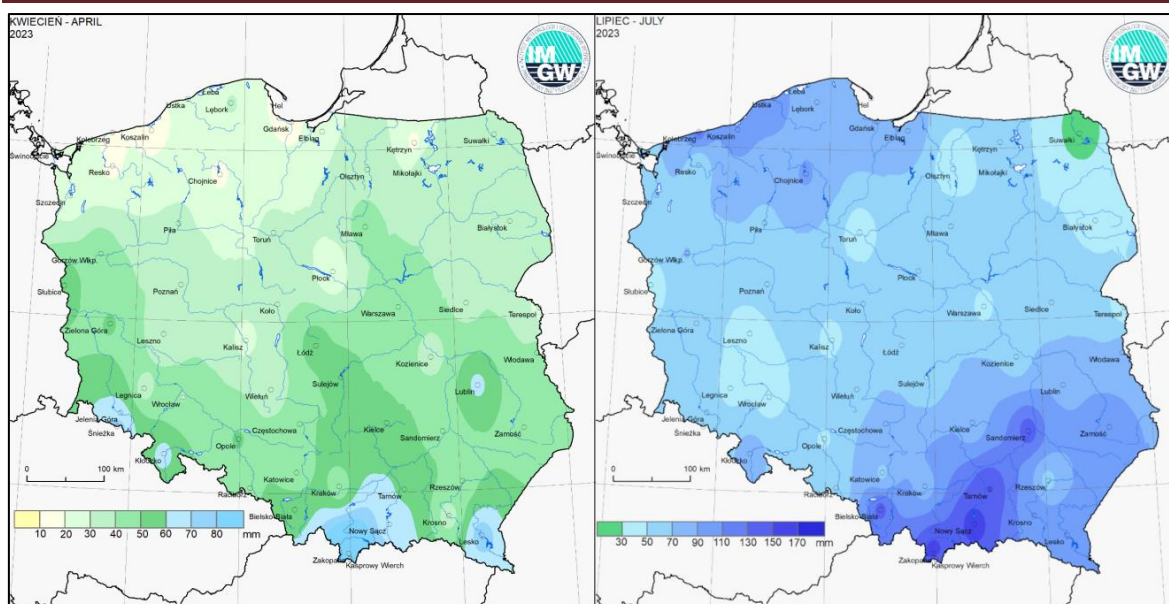 KWIECIEŃ - APRIL
2023
IM
GW
Łeba
Ustka
Lębork
Hel
Gdańsk
Kołobrzeg
Koszalin
Elbląg
Kętrzyn
Suwałki
Świnoujście
Resko
Chojnice
Olsztyn
Mikołajki
Szczecin
Piła
Toruń
Mława
Białystok
Gorzów Wlkp.
Płock
Słubice
Poznań
Koło
Warszawa
Siedlce
Terespol
Zielona Góra
Leszno
Kalisz
Łódź
Kozienice
Włodawa
Sulejów
Lublin
Legnica
Wrocław
Wieluń
Jelenia Góra
Śnieżka
Częstochowa
Kielce
Sandomierz
Zamość
Opole
Kłodzko
0
100 km
Katowice
Racibórz
Kraków
Tarnów
Rzeszów
Bielsko-Biała
Nowy Sącz
Krosno
Lesko
Zakopane
Kasprowy Wierch
10 20 30 40 50 60 70 80 mm
LIPIEC - JULY
2023
IM
GW
Łeba
Ustka
Lębork
Hel
Gdańsk
Kołobrzeg
Koszalin
Elbląg
Kętrzyn
Suwałki
Świnoujście
Resko
Chojnice
Olsztyn
Mikołajki
Szczecin
Piła
Toruń
Mława
Białystok
Gorzów Wlkp.
Płock
Słubice
Poznań
Koło
Warszawa
Siedlce
Terespol
Zielona Góra
Leszno
Kalisz
Łódź
Kozienice
Włodawa
Sulejów
Lublin
Legnica
Wrocław
Wieluń
Jelenia Góra
Śnieżka
Częstochowa
Kielce
Sandomierz
Zamość
Opole
Kłodzko
0
100 km
Katowice
Racibórz
Kraków
Tarnów
Rzeszów
Bielsko-Biała
Nowy Sącz
Krosno
Lesko
Zakopane
Kasprowy Wierch
30 50 70 90 110 130 150 170 mm